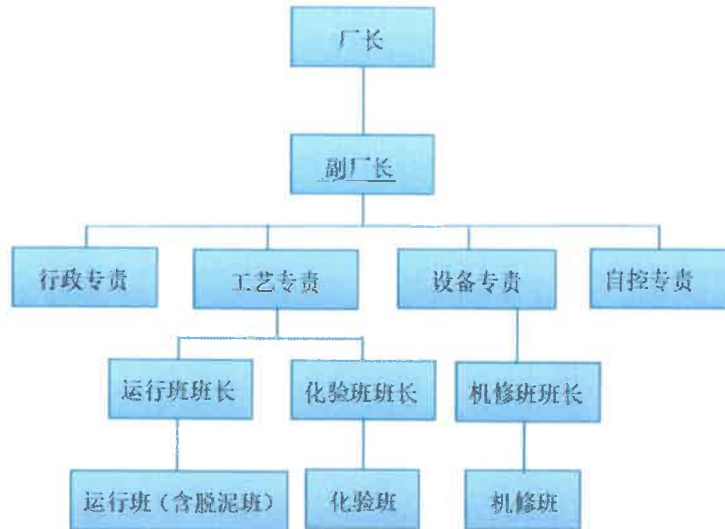 厂长
副厂长
行政专责
工艺专责
设备专责
自控专责
运行班班长
化验班班长
机修班班长
运行班（含脱泥班）
化验班
机修班